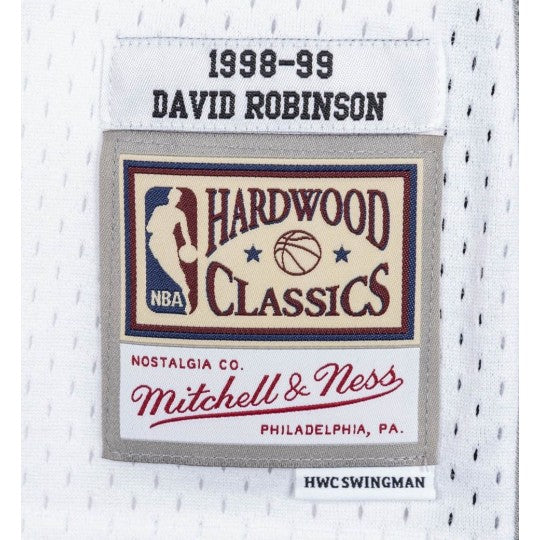 1998-99
DAVID ROBINSON
HARDWOOD
NBA
CLASSICS
NOSTALGIA CO.
Mitchell & Ness
PHILADELPHIA, PA.
HWC SWINGMAN